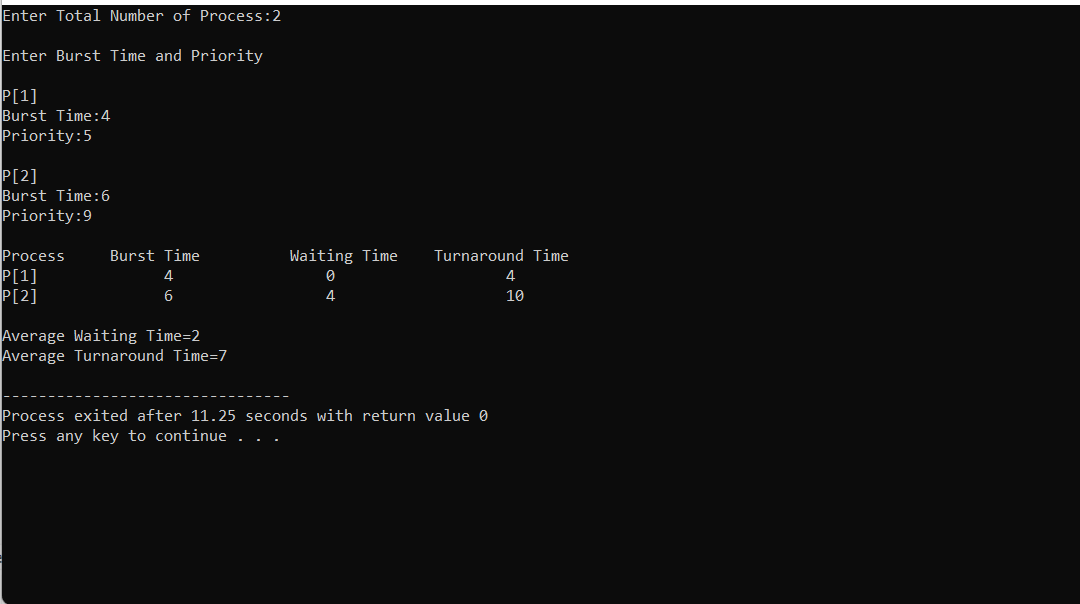 Enter Total Number of Process:2
Enter Burst Time and Priority
P[1]
Burst Time:4
Priority:5
P[2]
Burst Time:6
Priority:9
Process Burst Time Waiting Time Turnaround Time
P[1] 4 0 4
P[2] 6 4 10
Average Waiting Time=2
Average Turnaround Time=7
--------------------------------
Process exited after 11.25 seconds with return value 0
Press any key to continue . . .